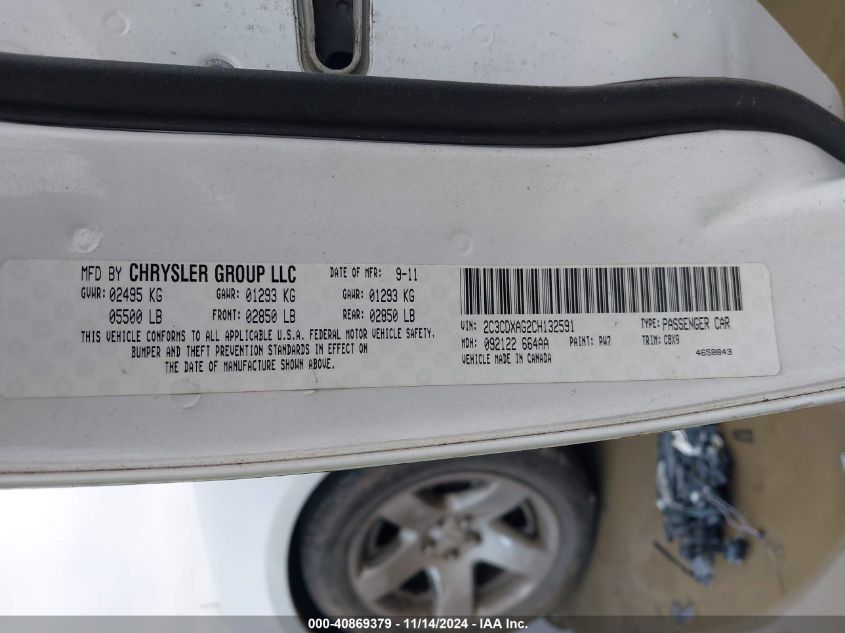 MFD BY CHRYSLER GROUP LLC DATE OF MFR: 9-11
GVWR: 02495 KG GAWR: 01293 KG GAWR: 01293 KG
05500 LB FRONT: 02850 LB REAR: 02850 LB
THIS VEHICLE CONFORMS TO ALL APPLICABLE U.S.A. FEDERAL MOTOR VEHICLE SAFETY,
BUMPER AND THEFT PREVENTION STANDARDS IN EFFECT ON
THE DATE OF MANUFACTURE SHOWN ABOVE.
VIN: 2C3CDXAG2CH132591 TYPE: PASSENGER CAR
MDH: 092122 664AA PAINT: PW7 TRIM: CBX9
VEHICLE MADE IN CANADA 4658843
000-40869379 - 11/14/2024 - IAA Inc.